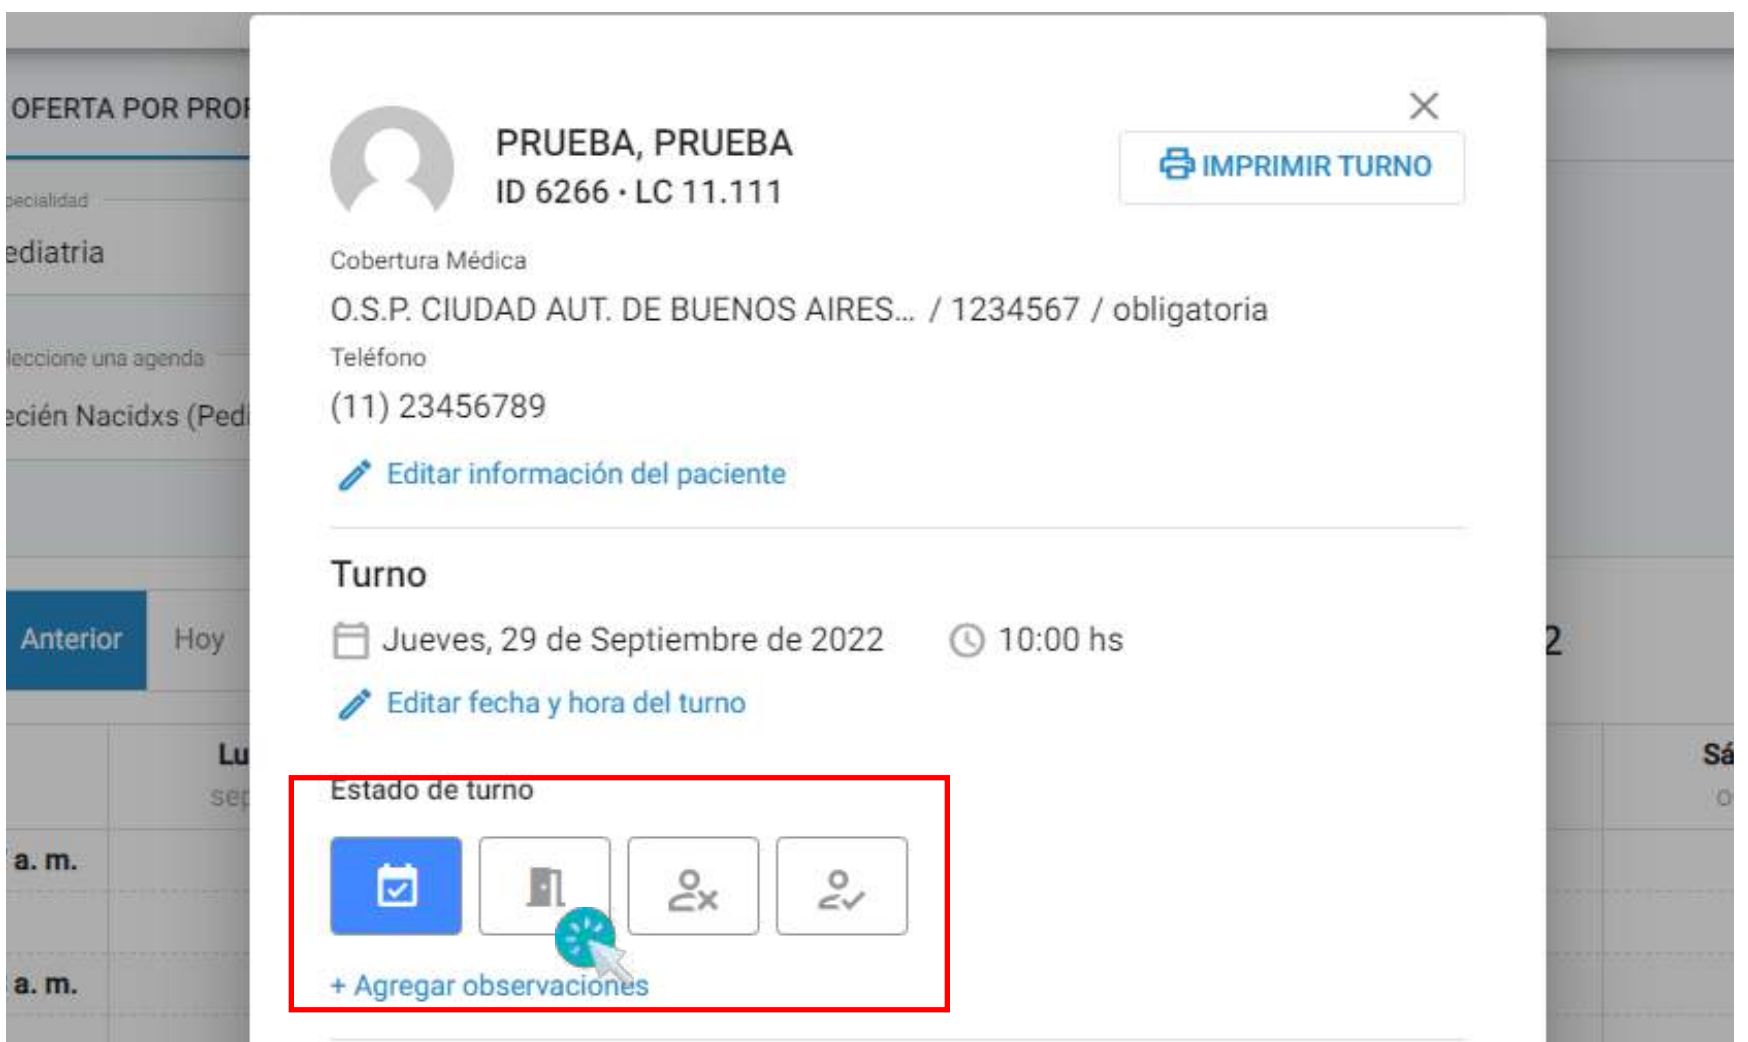 OFERTA POR PROF
pecialidad
ediatria
leccione una agenda
ecién Nacidxs (Pedi
Anterior
Hoy
Lu
sep
a. m.
a. m.
PRUEBA, PRUEBA
ID 6266 · LC 11.111
IMPRIMIR TURNO
Cobertura Médica
O.S.P. CIUDAD AUT. DE BUENOS AIRES... / 1234567 / obligatoria
Teléfono
(11) 23456789
Editar información del paciente
Turno
Jueves, 29 de Septiembre de 2022
10:00 hs
Editar fecha y hora del turno
Estado de turno
+ Agregar observaciones
2
Sá
o